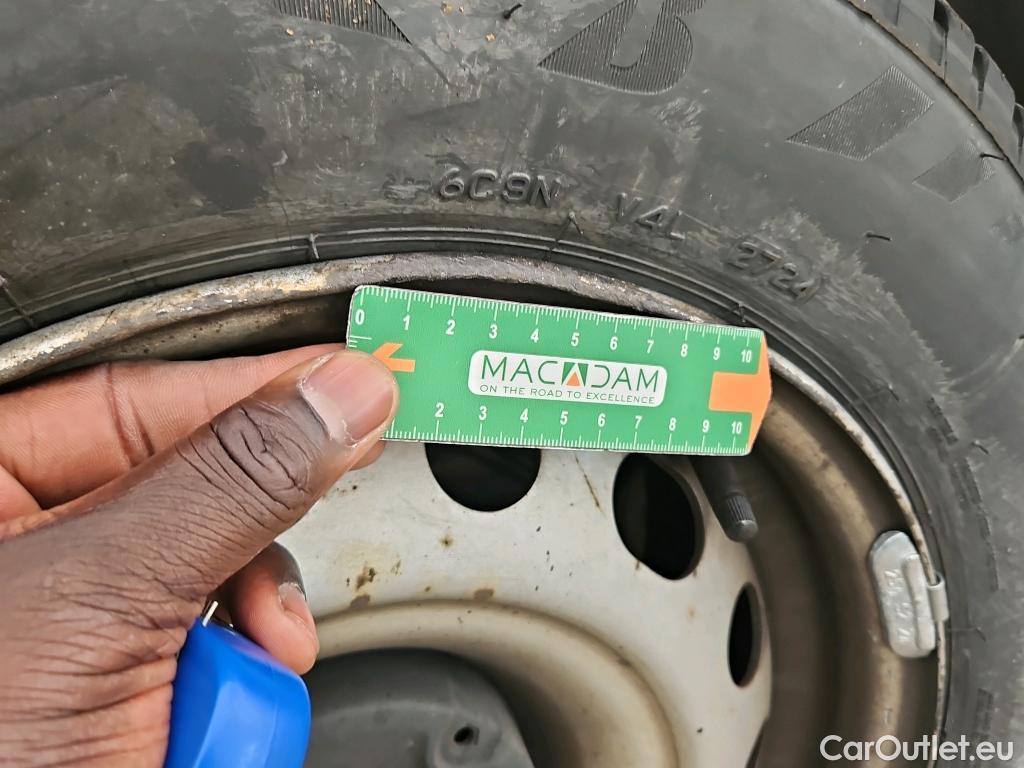 6C9N V4L 2724
0 1 2 3 4 5 6 7 8 9 10
MACADAM
ON THE ROAD TO EXCELLENCE
2 3 4 5 6 7 8 9 10
CarOutlet.eu